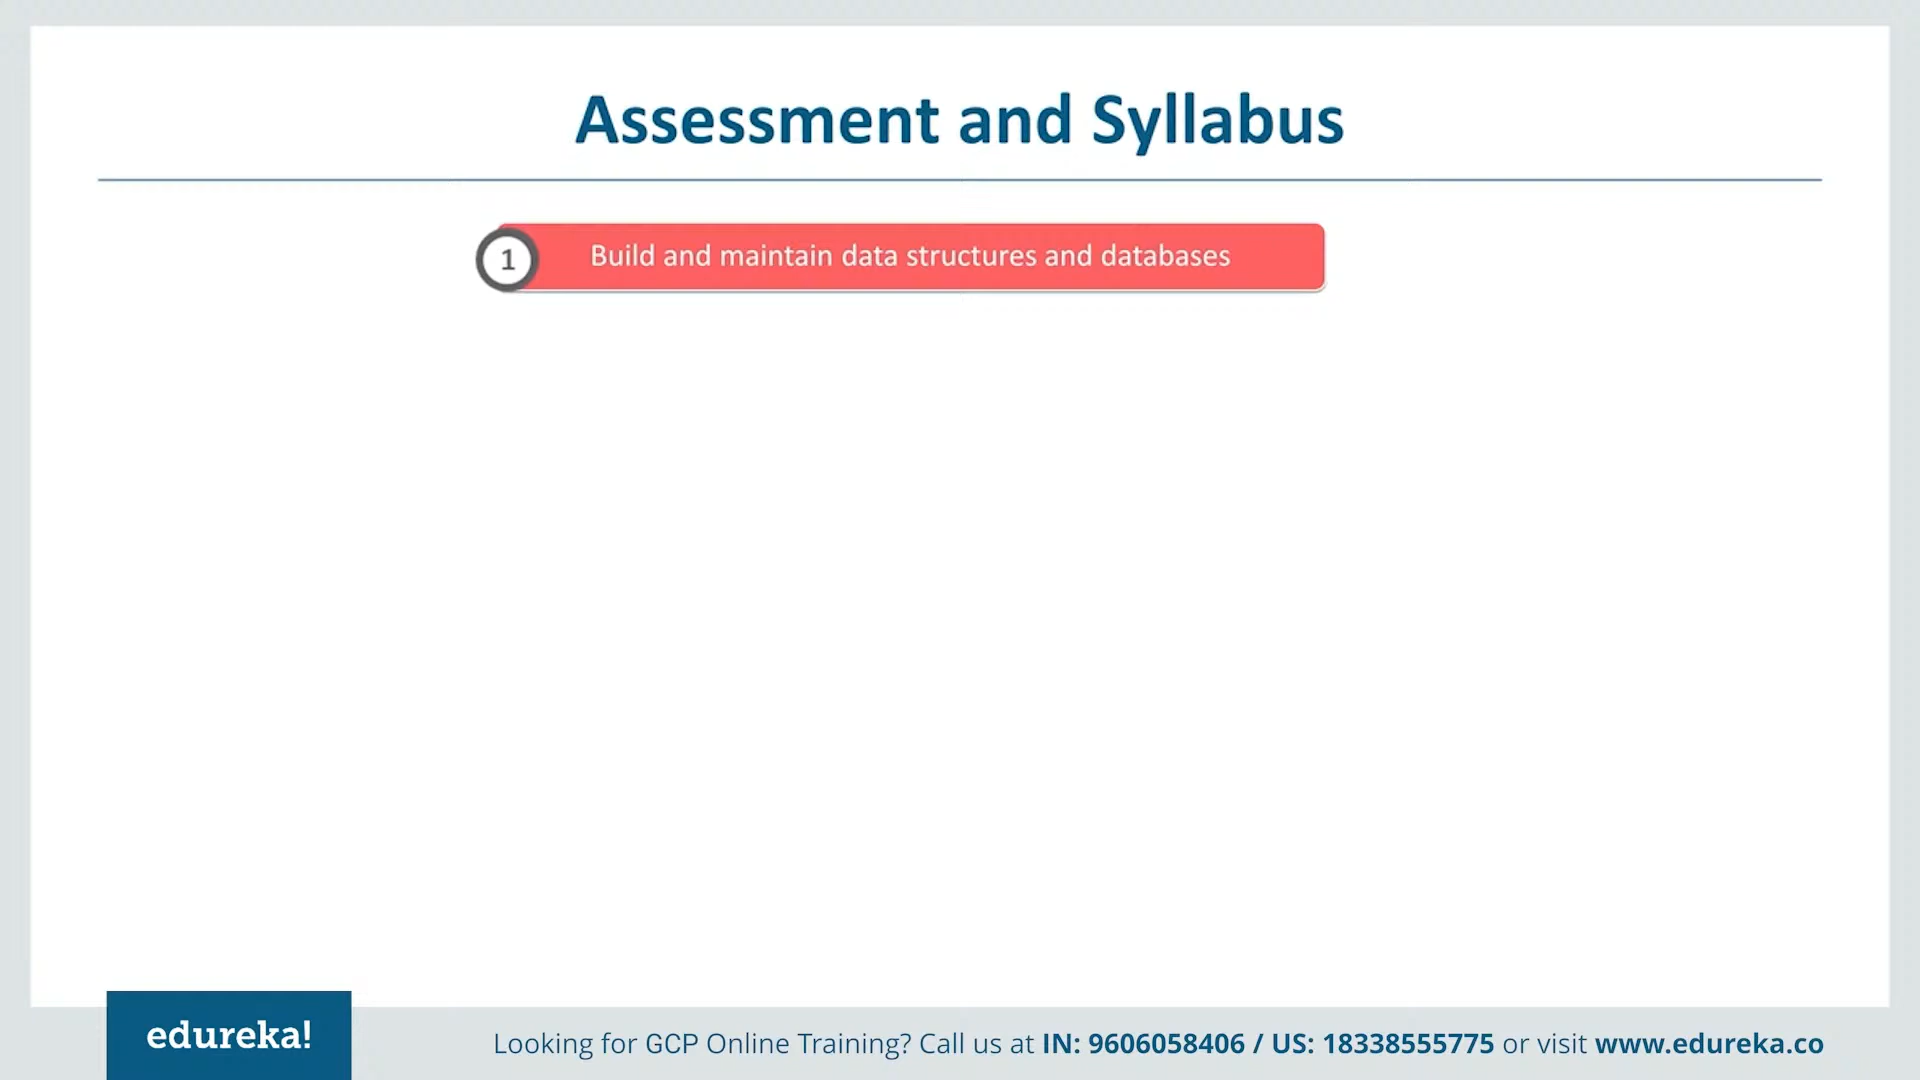 Assessment and Syllabus
1 Build and maintain data structures and databases
edureka!
Looking for GCP Online Training? Call us at IN: 9606058406 / US: 18338555775 or visit www.edureka.co